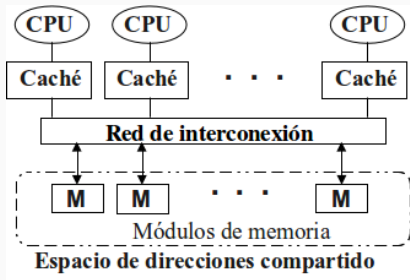 CPU CPU CPU
Caché Caché · · · Caché
Red de interconexión
M M · · · M
Módulos de memoria
Espacio de direcciones compartido